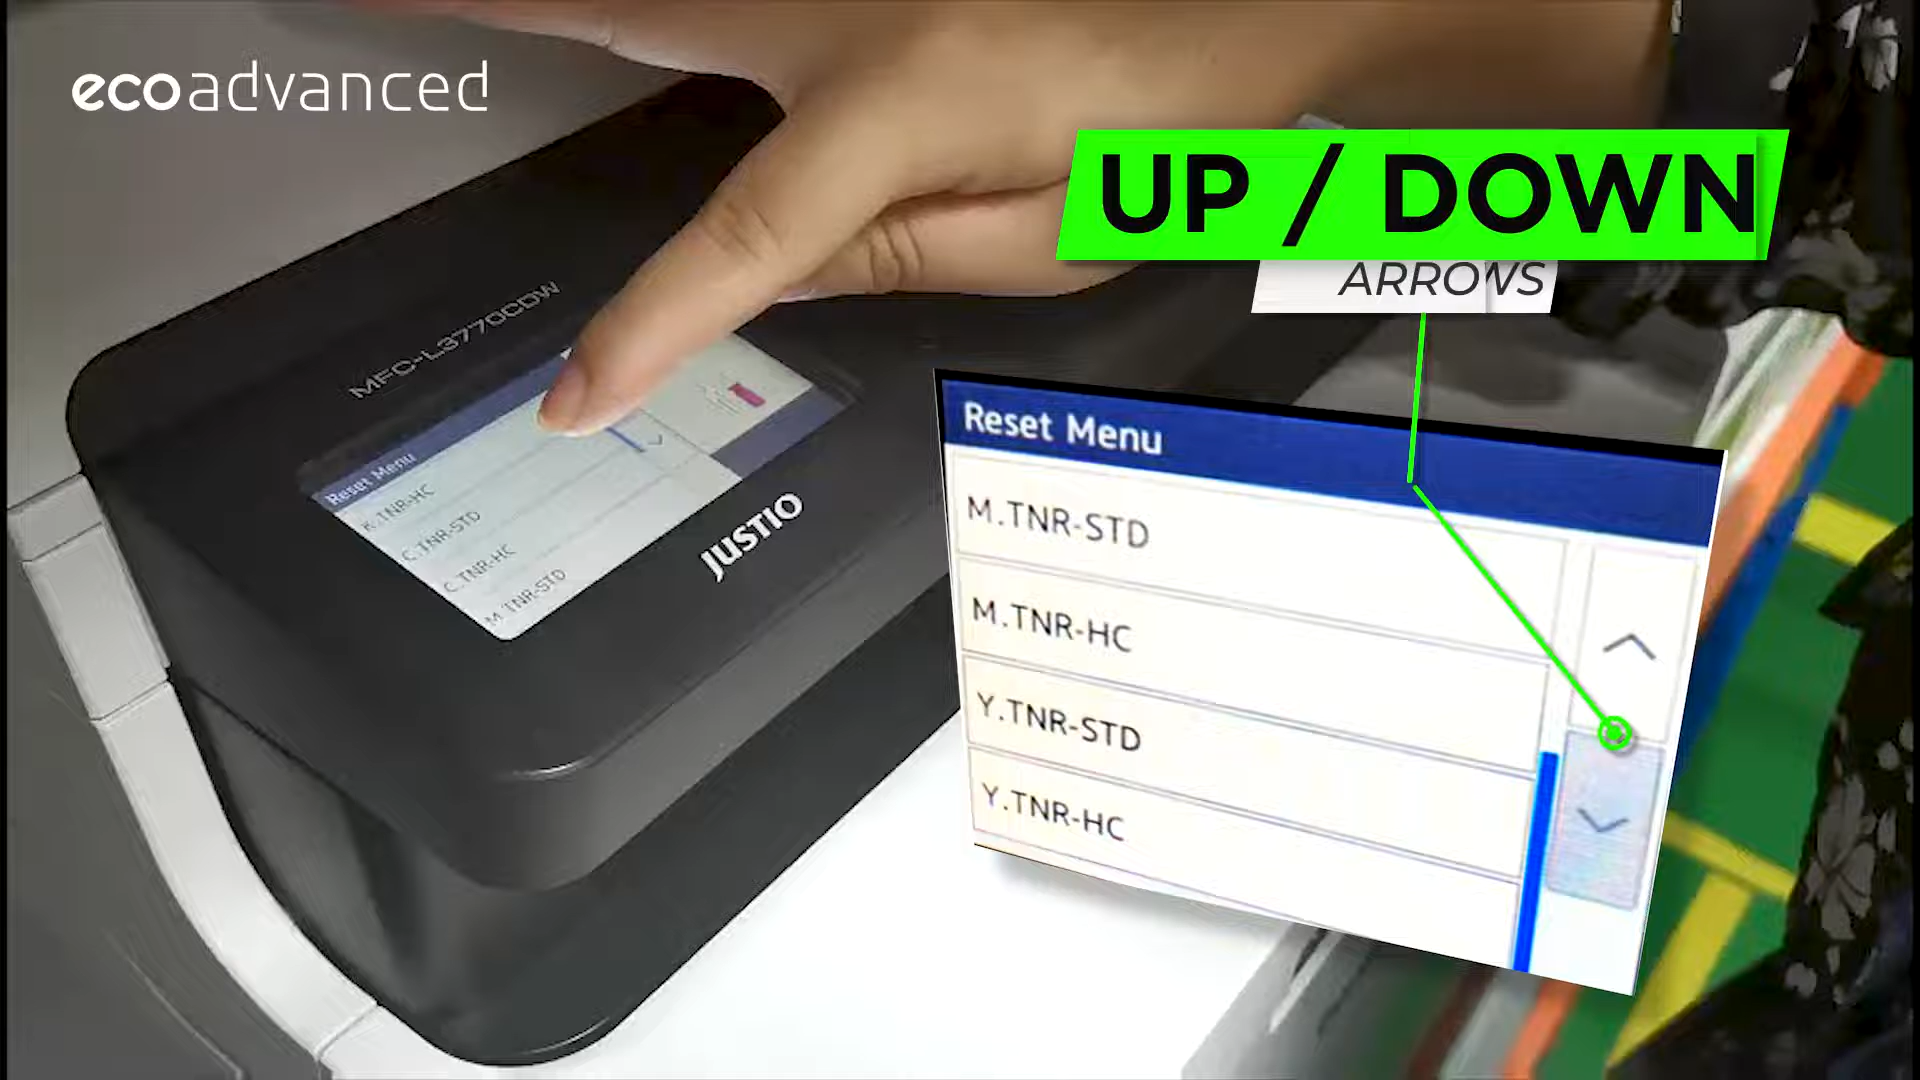 ecoadvanced
UP / DOWN
ARROWS
MFC-L3770CDW
Reset Menu
K.TNR-HC
C.TNR-STD
C.TNR-HC
M.TNR-STD
JUSTIO
Reset Menu
M.TNR-STD
M.TNR-HC
Y.TNR-STD
Y.TNR-HC